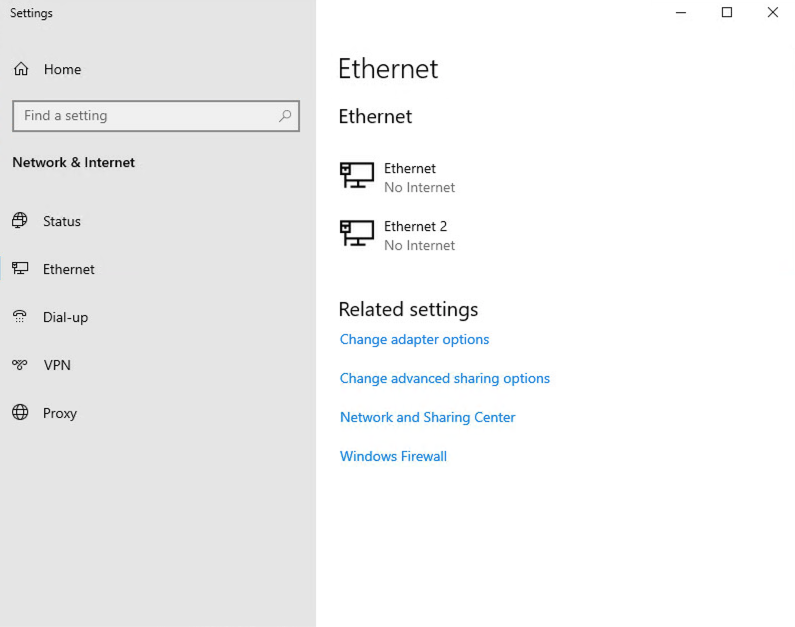 Settings
Home
Find a setting
Network & Internet
Status
Ethernet
Dial-up
VPN
Proxy
Ethernet
Ethernet
Ethernet
No Internet
Ethernet 2
No Internet
Related settings
Change adapter options
Change advanced sharing options
Network and Sharing Center
Windows Firewall